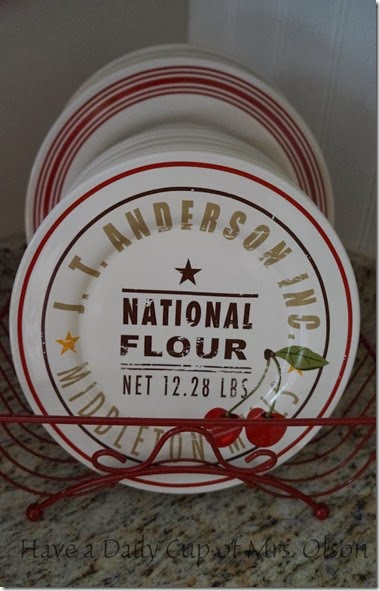 J. T. ANDERSON INC.
NATIONAL
FLOUR
NET 12.28 LBS
MIDDLETON
Have a Daily Cup of Mrs. Olson